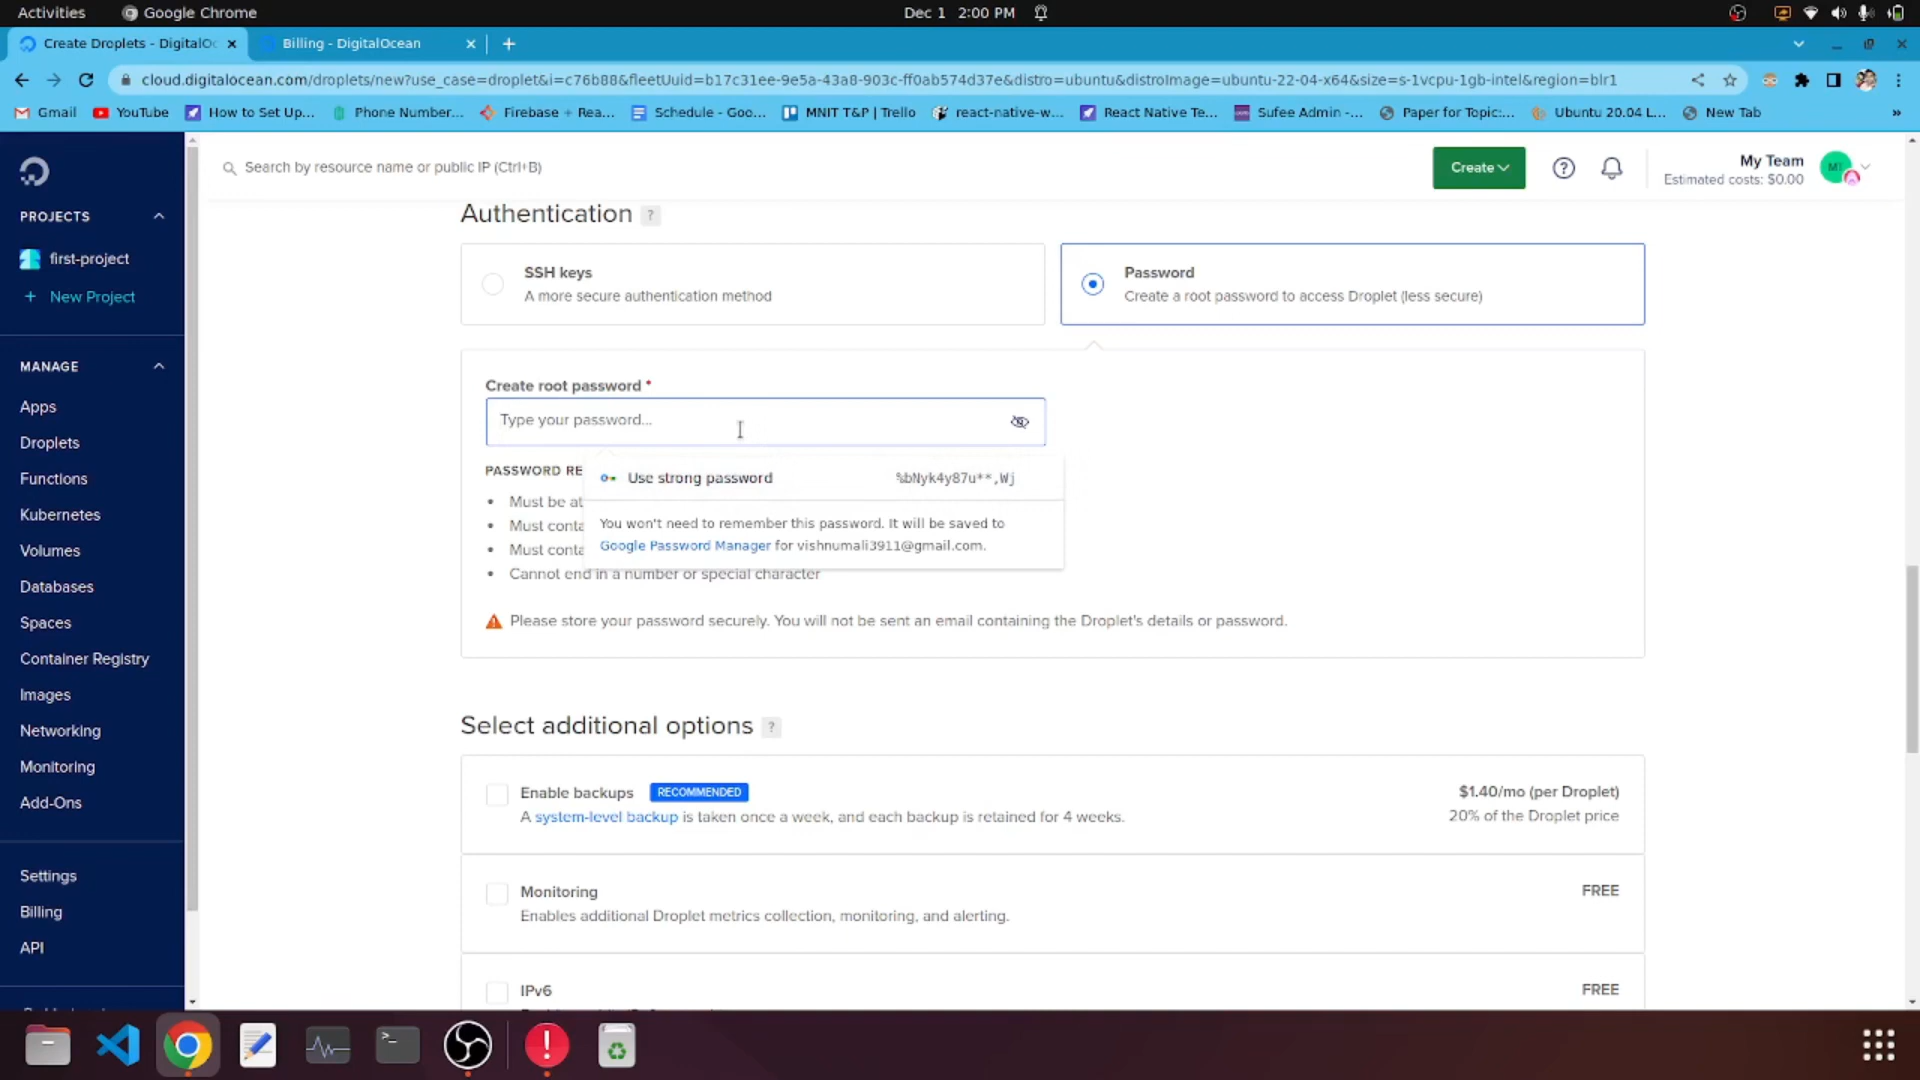 Activities
Google Chrome
Dec 1 2:00 PM
Create Droplets - DigitalOc
Billing - DigitalOcean
cloud.digitalocean.com/droplets/new?use_case=droplet&i=c76b88&fleetUuid=b17c31ee-9e5a-43a8-903c-ff0ab574d37e&distro=ubuntu&distroImage=ubuntu-22-04-x64&size=s-1vcpu-1gb-intel&region=blr1
Gmail
YouTube
How to Set Up...
Phone Number...
Firebase + Rea...
Schedule - Goo...
MNIT T&P | Trello
react-native-w...
React Native Te...
Sufee Admin -...
Paper for Topic:...
Ubuntu 20.04 L...
New Tab
»
Search by resource name or public IP (Ctrl+B)
Create
?
My Team
Estimated costs: $0.00
MT
PROJECTS
first-project
+ New Project
MANAGE
Apps
Droplets
Functions
Kubernetes
Volumes
Databases
Spaces
Container Registry
Images
Networking
Monitoring
Add-Ons
Settings
Billing
API
Authentication ?
SSH keys
A more secure authentication method
Password
Create a root password to access Droplet (less secure)
Create root password *
Type your password...
PASSWORD RE
Use strong password
%bNyk4y87u**,Wj
You won't need to remember this password. It will be saved to
Google Password Manager for vishnumali3911@gmail.com.
• Must be at
• Must conta
• Must conta
• Cannot end in a number or special character
Please store your password securely. You will not be sent an email containing the Droplet's details or password.
Select additional options ?
Enable backups
RECOMMENDED
A system-level backup is taken once a week, and each backup is retained for 4 weeks.
$1.40/mo (per Droplet)
20% of the Droplet price
Monitoring
Enables additional Droplet metrics collection, monitoring, and alerting.
FREE
IPv6
FREE